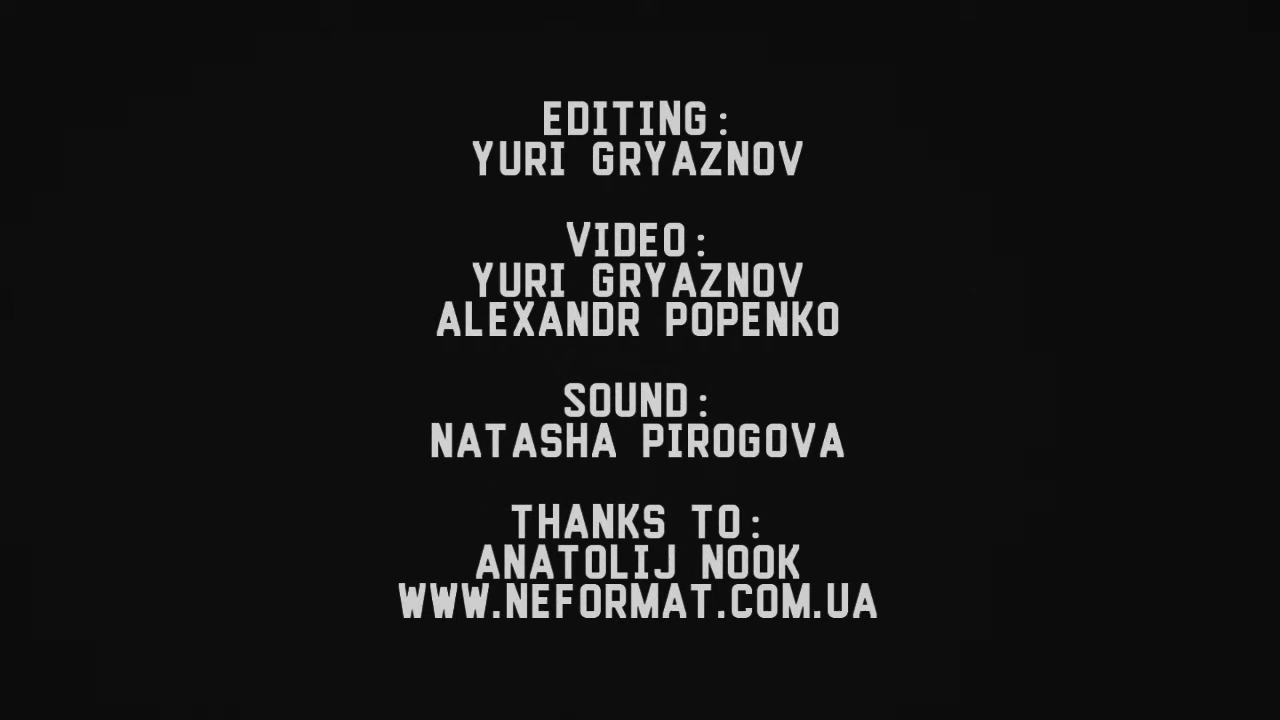 EDITING:
YURI GRYAZNOV
VIDEO:
YURI GRYAZNOV
ALEXANDR POPENKO
SOUND:
NATASHA PIROGOVA
THANKS TO:
ANATOLIJ NOOK
WWW.NEFORMAT.COM.UA